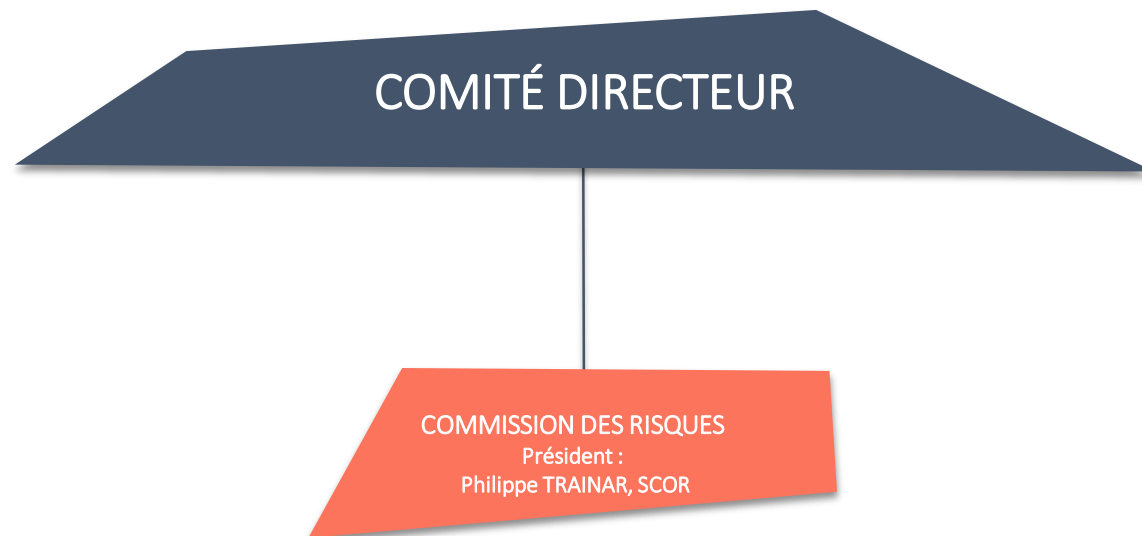 COMITÉ DIRECTEUR
COMMISSION DES RISQUES
Président :
Philippe TRAINAR, SCOR